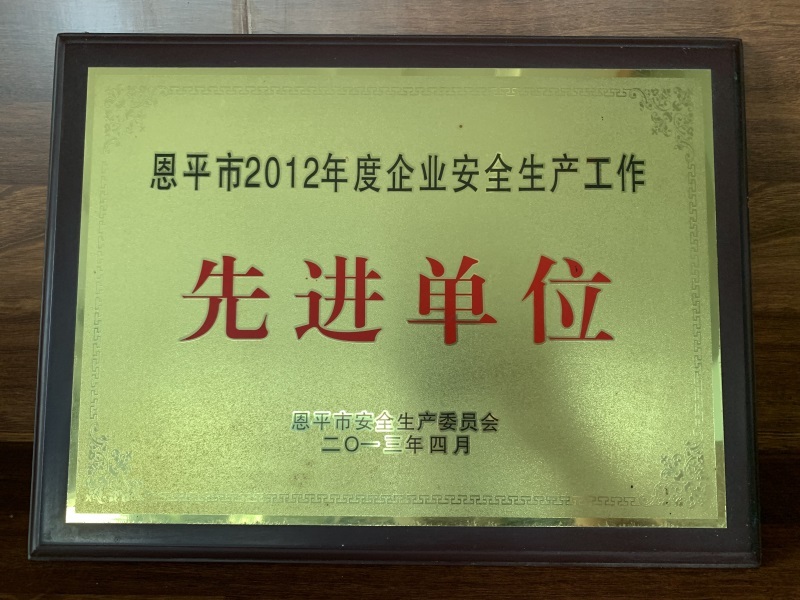 恩平市2012年度企业安全生产工作
先进单位
恩平市安全生产委员会
二〇一三年四月